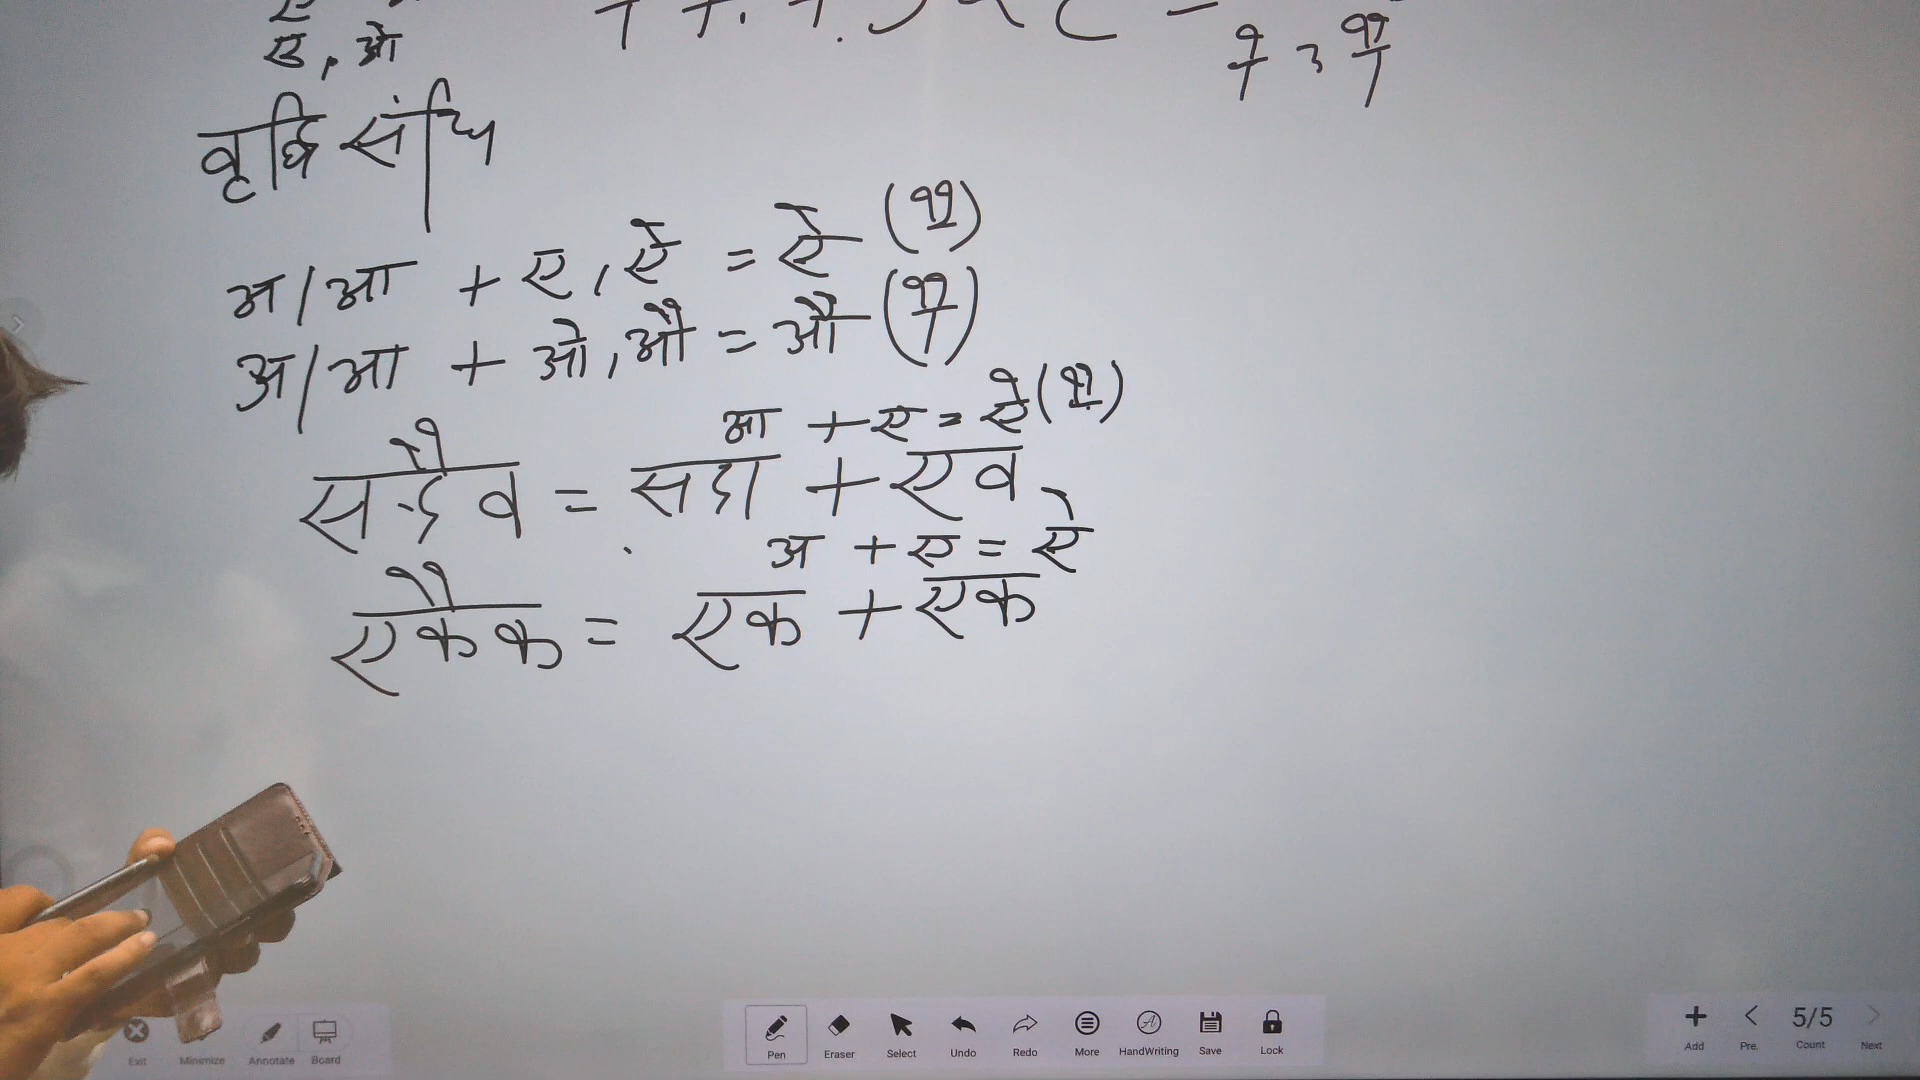 ए, ओ
वृद्धि संधि
अ/आ + ए, ऐ = ऐ (ै)
अ/आ + ओ, औ = औ (ौ)
आ + ए = ऐ (ै)
सदैव = सदा + एव
अ + ए = ऐ
एकैक = एक + एक
Exit Minimize Annotate Board
Pen Eraser Select Undo Redo More HandWriting Save Lock
5/5
Add Pre. Count Next